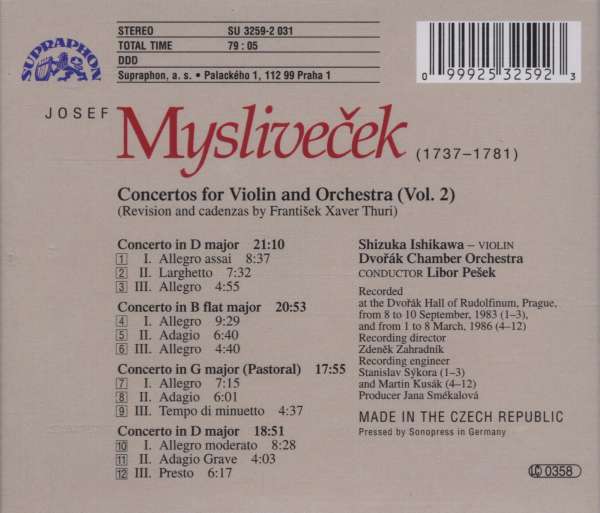 SUPRAPHON
STEREO SU 3259-2 031
TOTAL TIME 79 : 05
DDD
Supraphon, a. s. • Palackého 1, 112 99 Praha 1
0 99925 32592 3
JOSEF
Mysliveček
(1737–1781)
Concertos for Violin and Orchestra (Vol. 2)
(Revision and cadenzas by František Xaver Thuri)
Concerto in D major 21:10
1 I. Allegro assai 8:37
2 II. Larghetto 7:32
3 III. Allegro 4:55
Concerto in B flat major 20:53
4 I. Allegro 9:29
5 II. Adagio 6:40
6 III. Allegro 4:40
Concerto in G major (Pastoral) 17:55
7 I. Allegro 7:15
8 II. Adagio 6:01
9 III. Tempo di minuetto 4:37
Concerto in D major 18:51
10 I. Allegro moderato 8:28
11 II. Adagio Grave 4:03
12 III. Presto 6:17
Shizuka Ishikawa – VIOLIN
Dvořák Chamber Orchestra
CONDUCTOR Libor Pešek
Recorded
at the Dvořák Hall of Rudolfinum, Prague,
from 8 to 10 September, 1983 (1–3),
and from 1 to 8 March, 1986 (4–12)
Recording director
Zdeněk Zahradník
Recording engineer
Stanislav Sýkora (1–3)
and Martin Kusák (4–12)
Producer Jana Smékalová
MADE IN THE CZECH REPUBLIC
Pressed by Sonopress in Germany
LC 0358